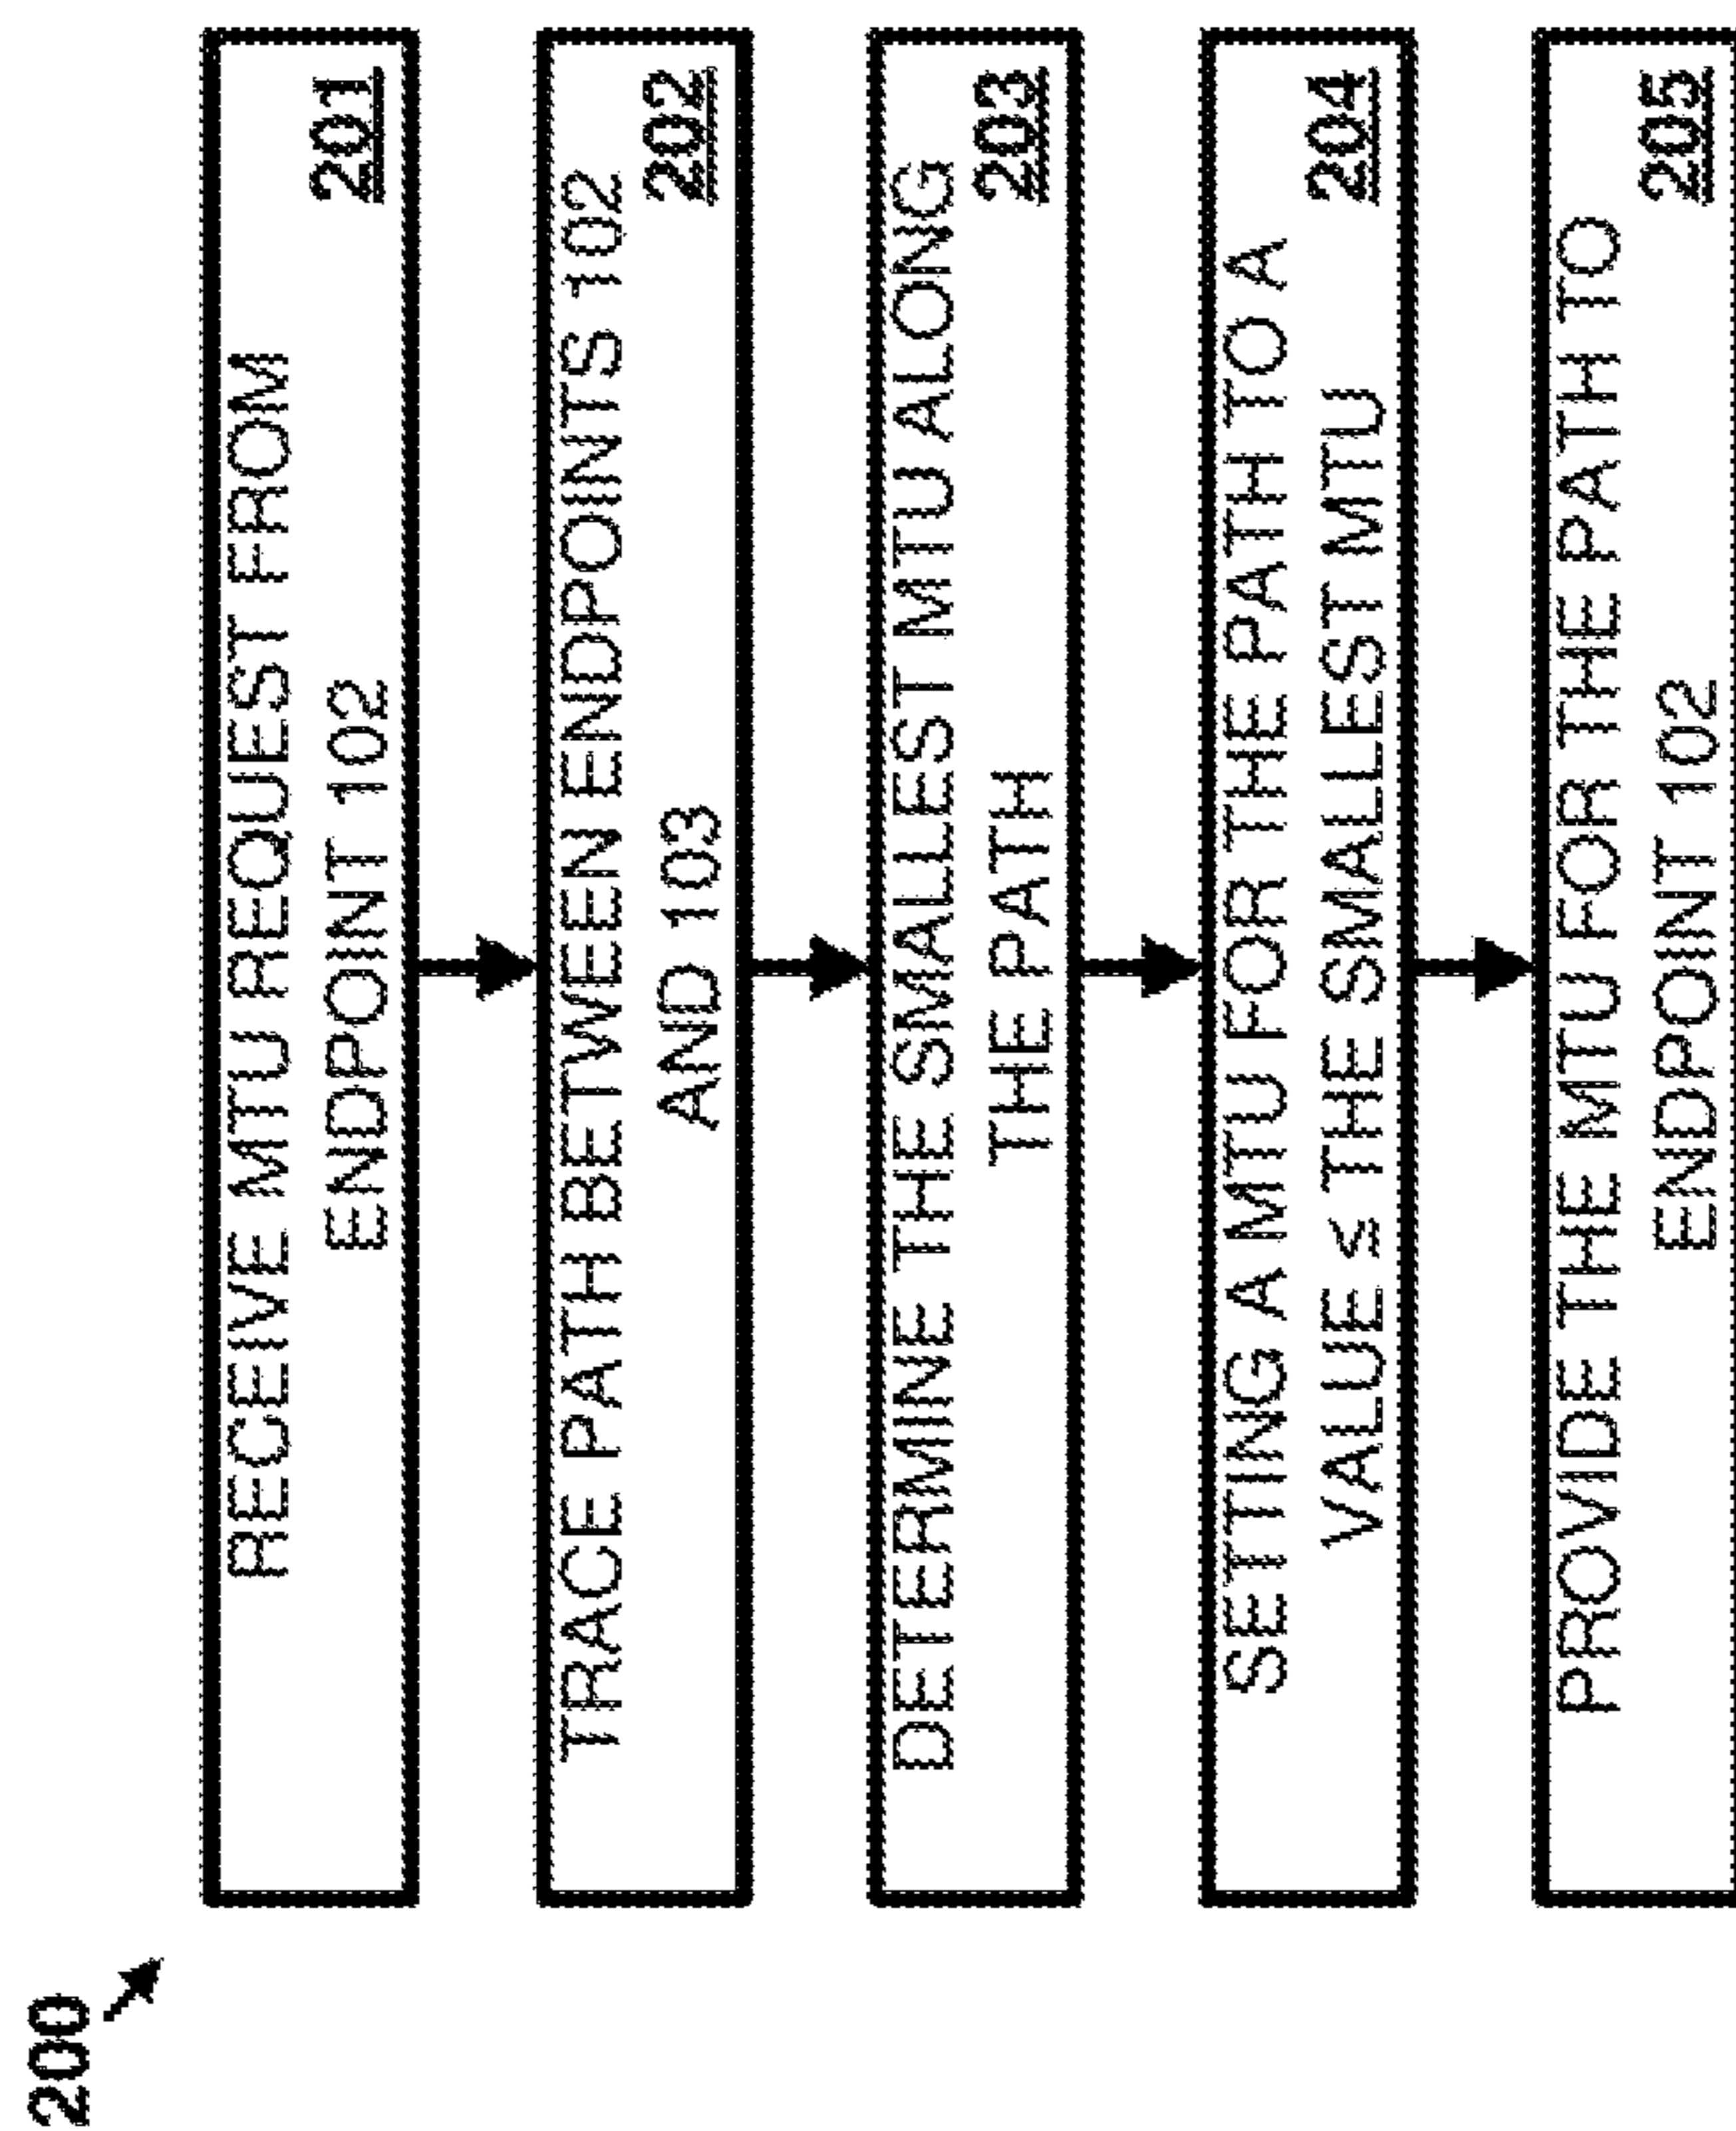 200
RECEIVE MTU REQUEST FROM
ENDPOINT 102
201
TRACE PATH BETWEEN ENDPOINTS 102
AND 103
202
DETERMINE THE SMALLEST MTU ALONG
THE PATH
203
SETTING A MTU FOR THE PATH TO A
VALUE ≤ THE SMALLEST MTU
204
PROVIDE THE MTU FOR THE PATH TO
ENDPOINT 102
205